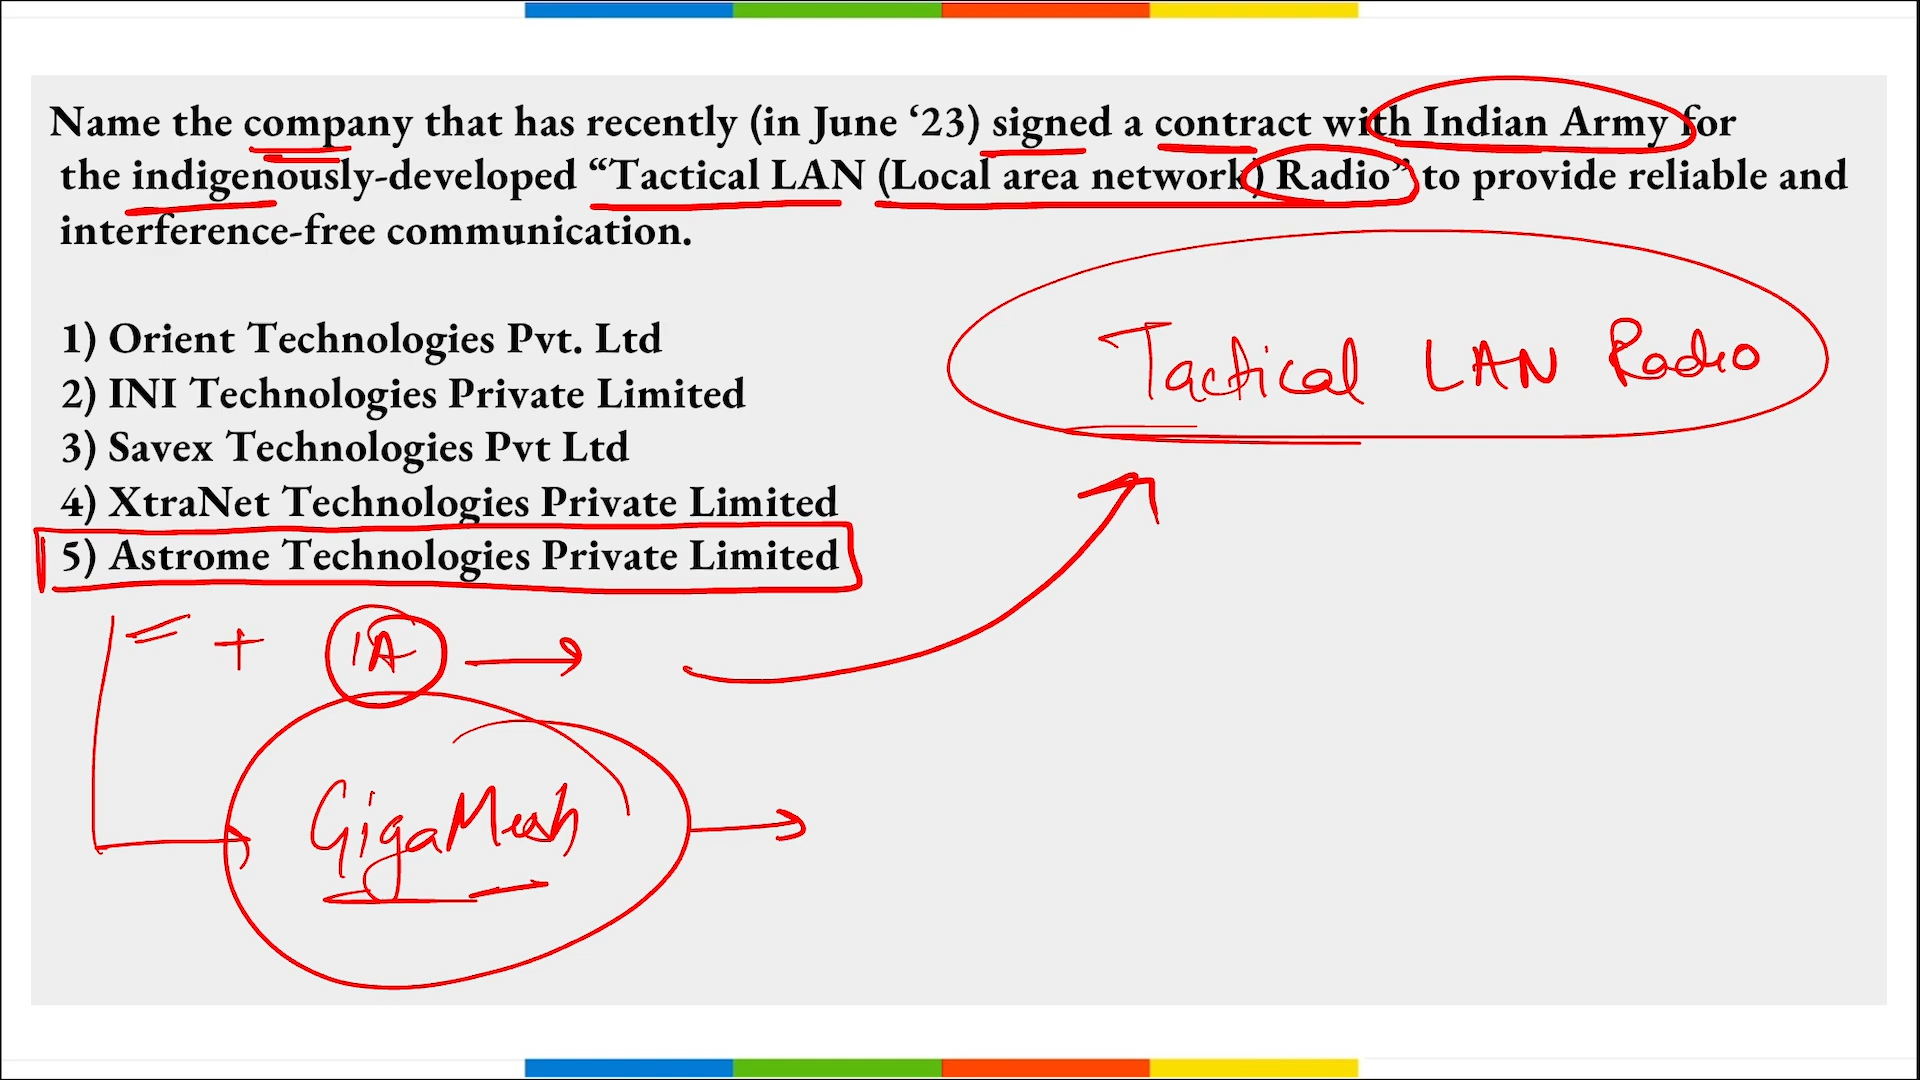 Name the company that has recently (in June ‘23) signed a contract with Indian Army for
the indigenously-developed “Tactical LAN (Local area network) Radio” to provide reliable and
interference-free communication.
1) Orient Technologies Pvt. Ltd
2) INI Technologies Private Limited
3) Savex Technologies Pvt Ltd
4) XtraNet Technologies Private Limited
5) Astrome Technologies Private Limited
Tactical LAN Radio
+ IA
GigaMesh